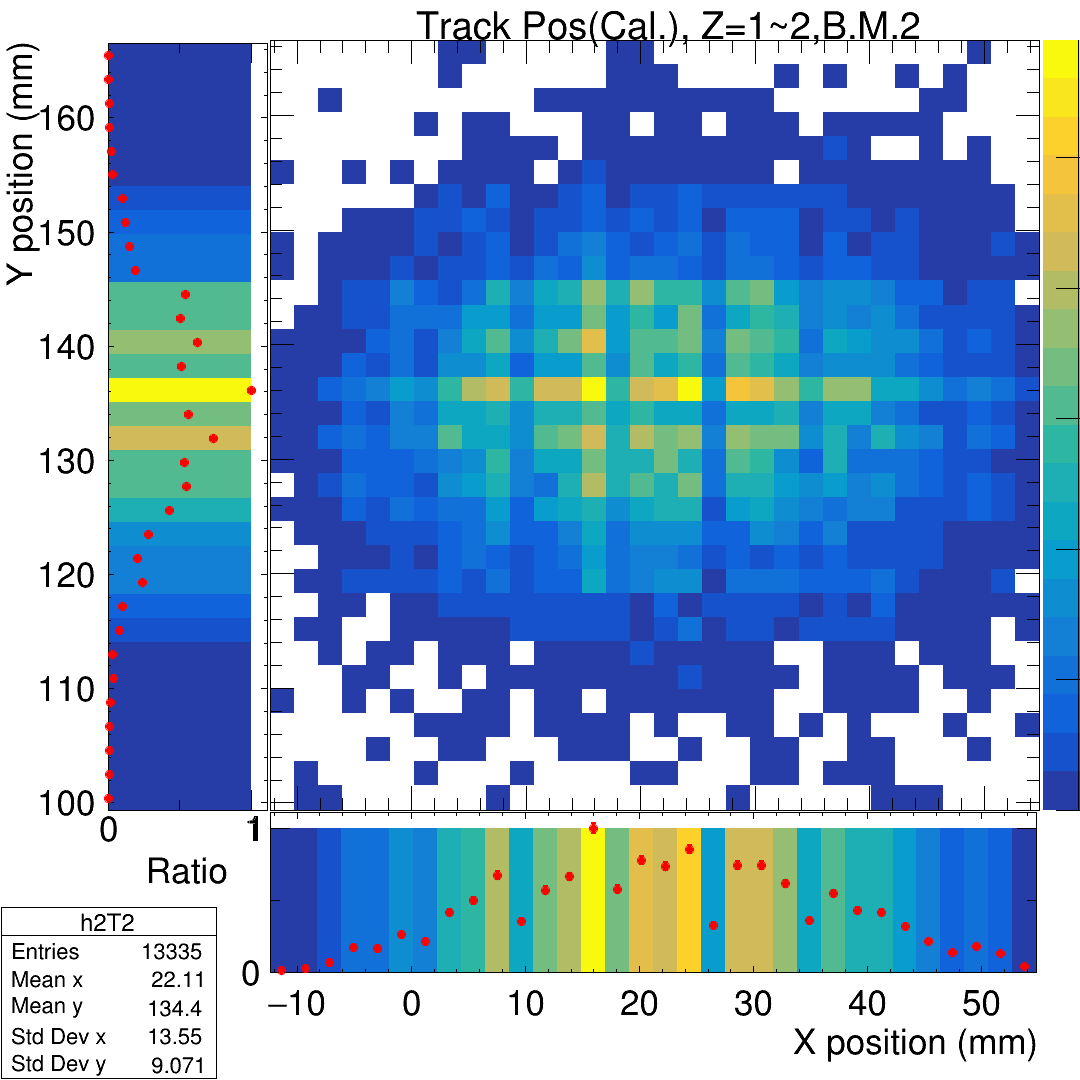 Track Pos(Cal.), Z=1~2,B.M.2
Y position (mm)
160
150
140
130
120
110
100
0
1
Ratio
1
0
−10
0
10
20
30
40
50
X position (mm)
h2T2
Entries 13335
Mean x 22.11
Mean y 134.4
Std Dev x 13.55
Std Dev y 9.071